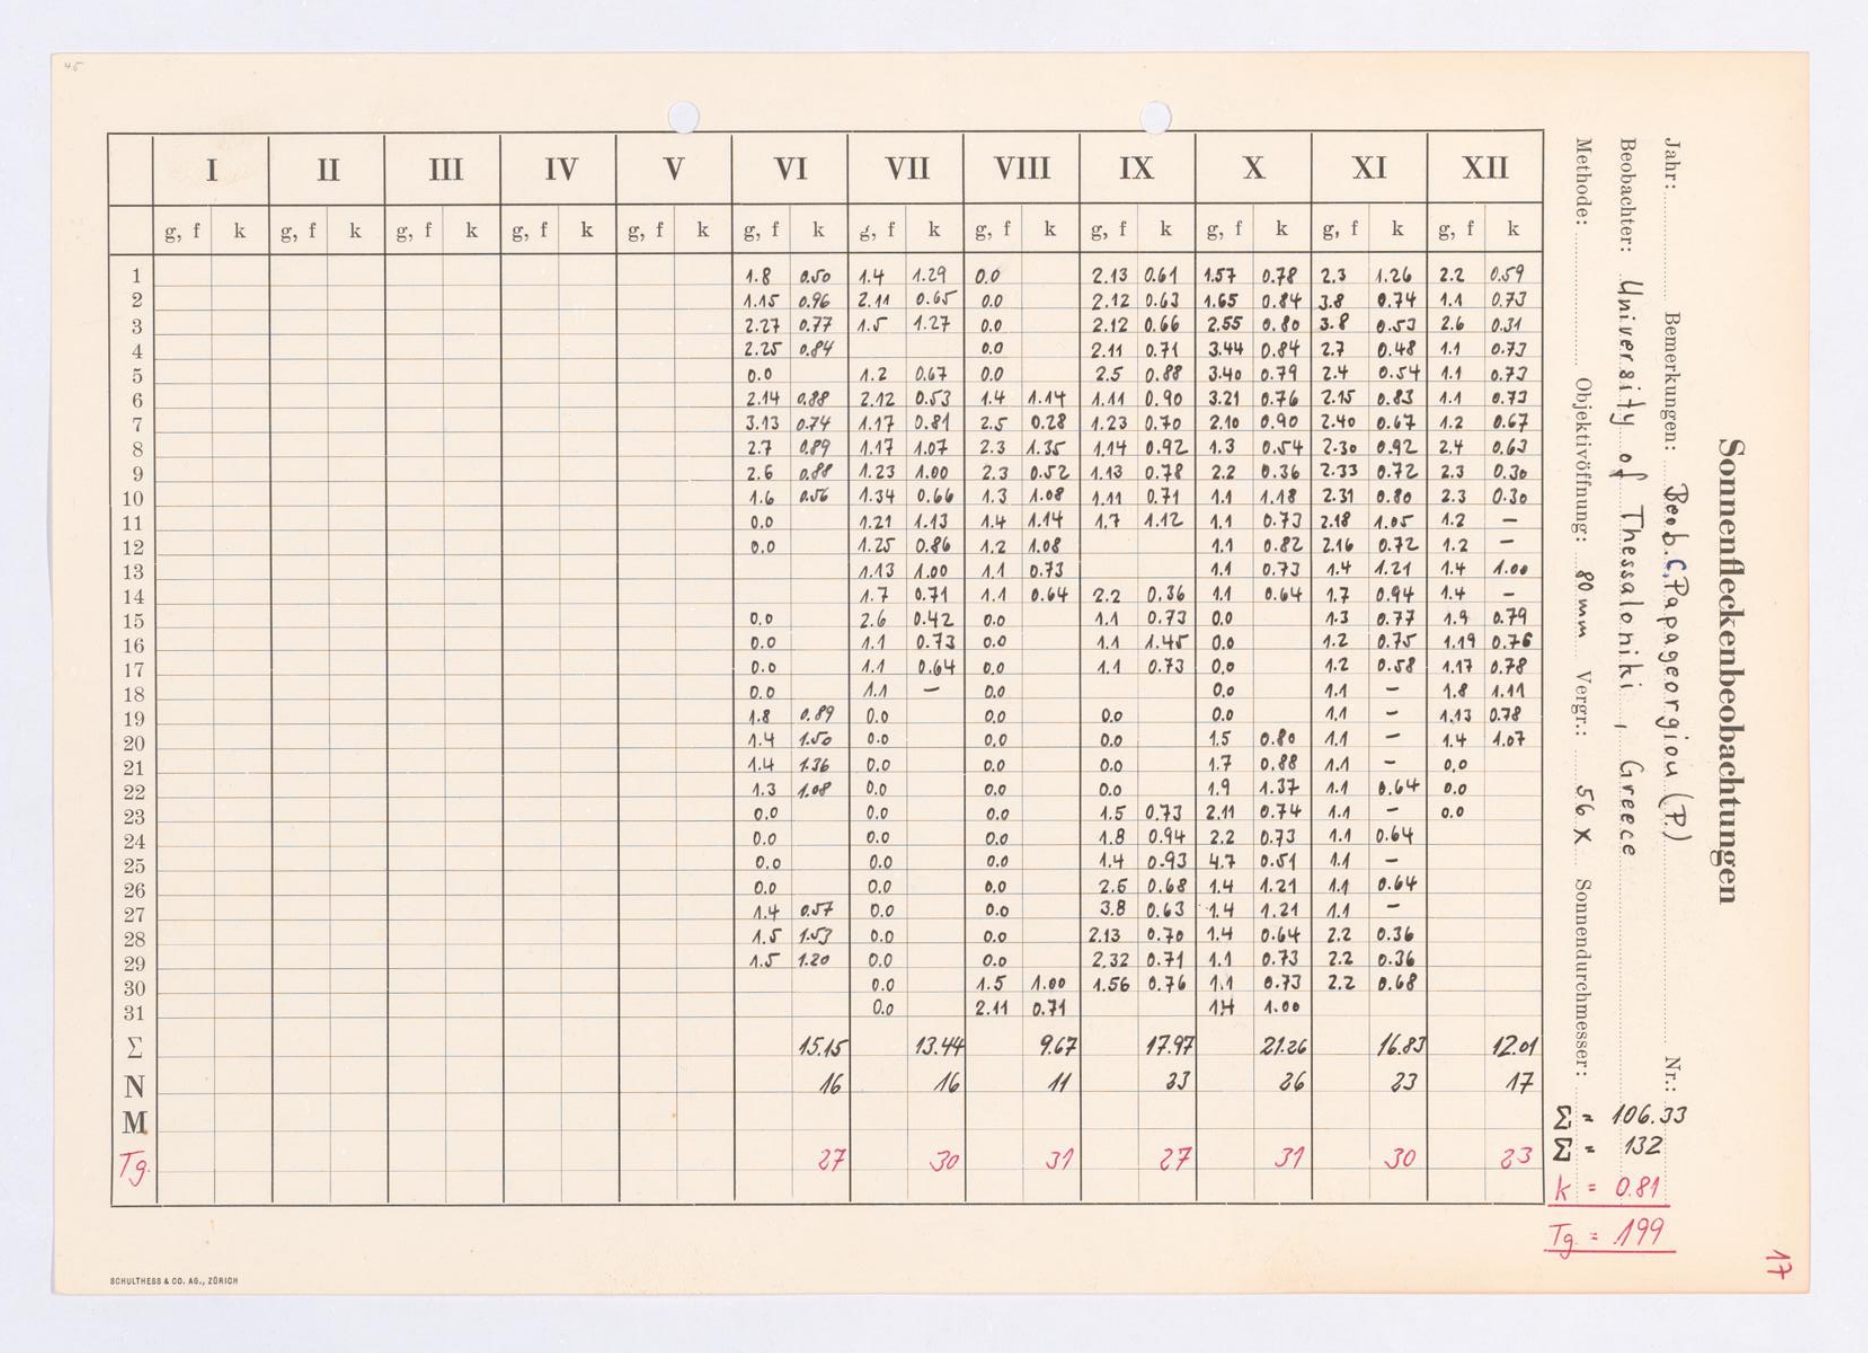 45
I II III IV V VI VII VIII IX X XI XII
g, f k g, f k g, f k g, f k g, f k g, f k g, f k g, f k g, f k g, f k g, f k g, f k
1 1.8 0.50 1.4 1.29 0.0 2.13 0.61 1.57 0.78 2.3 1.26 2.2 0.59
2 1.15 0.96 2.11 0.65 0.0 2.12 0.63 1.65 0.84 3.8 0.74 1.1 0.73
3 2.27 0.77 1.5 1.27 0.0 2.12 0.66 2.55 0.80 3.8 0.53 2.6 0.31
4 2.25 0.84 0.0 2.11 0.71 3.44 0.84 2.7 0.48 1.1 0.73
5 0.0 1.2 0.67 0.0 2.5 0.88 3.40 0.79 2.4 0.54 1.1 0.73
6 2.14 0.88 2.12 0.53 1.4 1.14 1.11 0.90 3.21 0.76 2.15 0.83 1.1 0.73
7 3.13 0.74 1.17 0.81 2.5 0.28 1.23 0.70 2.10 0.90 2.40 0.67 1.2 0.67
8 2.7 0.89 1.17 1.07 2.3 1.35 1.14 0.92 1.3 0.54 2.30 0.92 2.4 0.63
9 2.6 0.88 1.23 1.00 2.3 0.52 1.13 0.78 2.2 0.36 2.33 0.72 2.3 0.30
10 1.6 0.56 1.34 0.66 1.3 1.08 1.11 0.71 1.1 1.18 2.31 0.80 2.3 0.30
11 0.0 1.21 1.13 1.4 1.14 1.7 1.12 1.1 0.73 2.18 1.05 1.2 –
12 0.0 1.25 0.86 1.2 1.08 1.1 0.82 2.16 0.72 1.2 –
13 1.13 1.00 1.1 0.73 1.1 0.73 1.4 1.21 1.4 1.00
14 1.7 0.71 1.1 0.64 2.2 0.36 1.1 0.64 1.7 0.94 1.4 –
15 0.0 2.6 0.42 0.0 1.1 0.73 0.0 1.3 0.77 1.9 0.79
16 0.0 1.1 0.73 0.0 1.1 1.45 0.0 1.2 0.75 1.19 0.76
17 0.0 1.1 0.64 0.0 1.1 0.73 0.0 1.2 0.58 1.17 0.78
18 0.0 1.1 – 0.0 0.0 1.1 – 1.8 1.11
19 1.8 0.89 0.0 0.0 0.0 0.0 1.1 – 1.13 0.78
20 1.4 1.50 0.0 0.0 0.0 1.5 0.80 1.1 – 1.4 1.07
21 1.4 1.36 0.0 0.0 0.0 1.7 0.88 1.1 – 0.0
22 1.3 1.08 0.0 0.0 0.0 1.9 1.37 1.1 0.64 0.0
23 0.0 0.0 0.0 1.5 0.73 2.11 0.74 1.1 – 0.0
24 0.0 0.0 0.0 1.8 0.94 2.2 0.73 1.1 0.64
25 0.0 0.0 0.0 1.4 0.93 4.7 0.51 1.1 –
26 0.0 0.0 0.0 2.6 0.68 1.4 1.21 1.1 0.64
27 1.4 0.57 0.0 0.0 3.8 0.63 1.4 1.21 1.1 –
28 1.5 1.53 0.0 0.0 2.13 0.70 1.4 0.64 2.2 0.36
29 1.5 1.20 0.0 0.0 2.32 0.71 1.1 0.73 2.2 0.36
30 0.0 1.5 1.00 1.56 0.76 1.1 0.73 2.2 0.68
31 0.0 2.11 0.71 1.4 1.00
Σ 15.15 13.44 9.67 17.97 21.26 16.83 12.01
N 16 16 11 23 26 23 17
M
Tg. 27 30 31 27 31 30 23
SCHULTHESS & CO. AG., ZÜRICH
Sonnenfleckenbeobachtungen
Jahr: Bemerkungen: Beob. C. Papageorgiou (P.) Nr.:
Beobachter: University of Thessaloniki, Greece
Methode: Objektivöffnung: 80 mm Vergr.: 56 X Sonnendurchmesser:
Σ = 106.33
Σ = 132
k = 0.81
Tg = 199
17